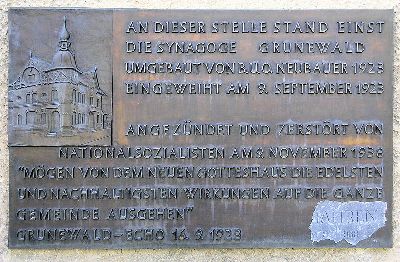 AN DIESER STELLE STAND EINST
DIE SYNAGOGE GRUNEWALD
UMGEBAUT VON B.U.O. NEUBAUER 1923
EINGEWEIHT AM 9. SEPTEMBER 1923
ANGEZÜNDET UND ZERSTÖRT VON
NATIONALSOZIALISTEN AM 9. NOVEMBER 1938
"MÖGEN VON DEM NEUEN GOTTESHAUS DIE EDELSTEN
UND NACHHALTIGSTEN WIRKUNGEN AUF DIE GANZE
GEMEINDE AUSGEHEN"
GRUNEWALD-ECHO 16. 9. 1923